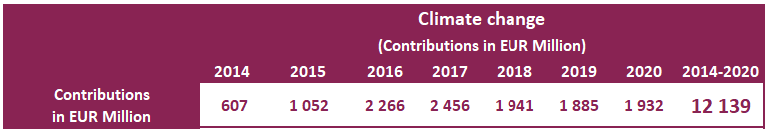 Climate change
(Contributions in EUR Million)
2014 2015 2016 2017 2018 2019 2020 2014-2020
Contributions
in EUR Million
607 1 052 2 266 2 456 1 941 1 885 1 932 12 139